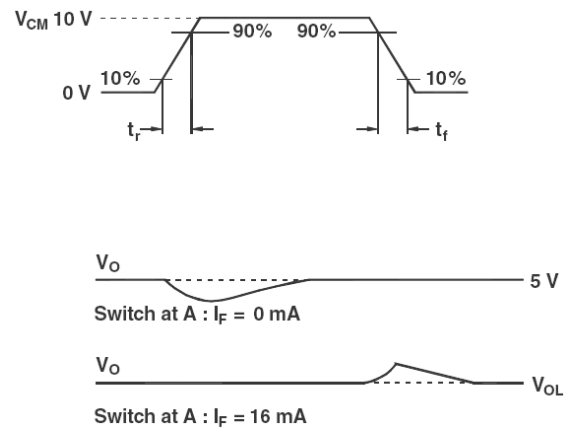 V_CM 10 V
90% 90%
10% 10%
0 V
t_r t_f
V_O
5 V
Switch at A : I_F = 0 mA
V_O
V_OL
Switch at A : I_F = 16 mA